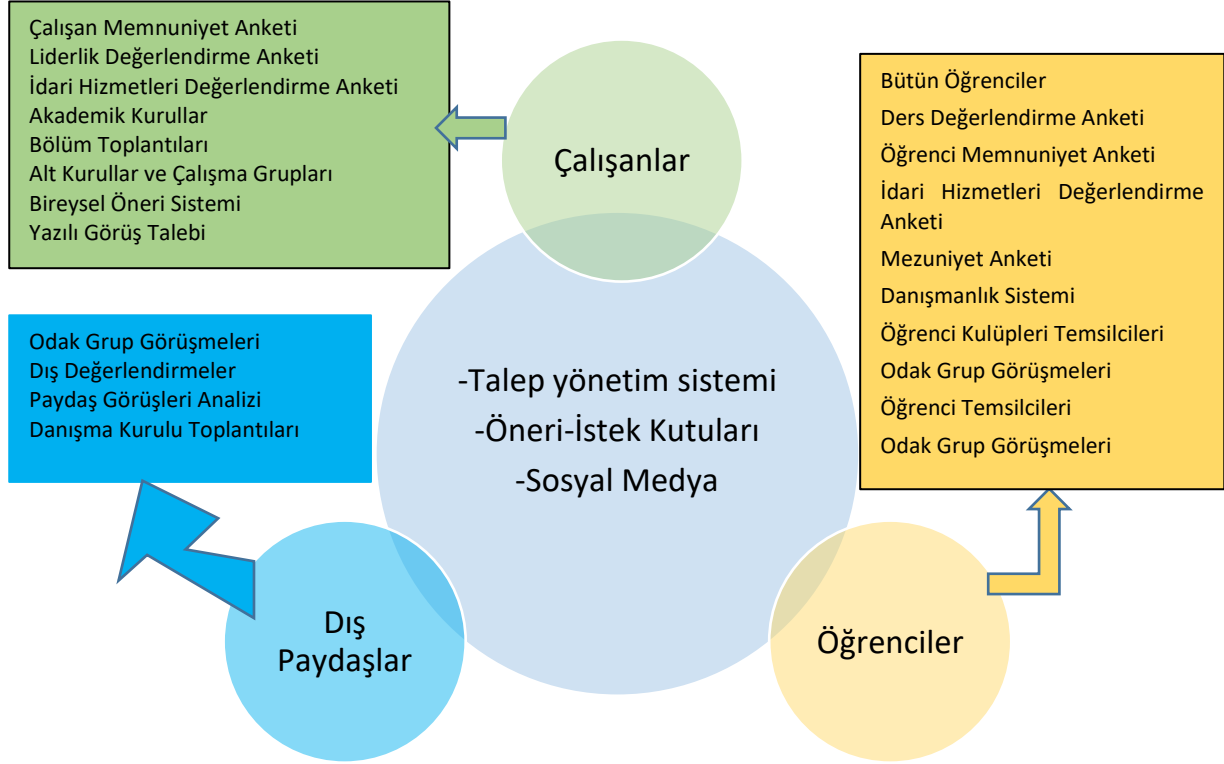 Çalışan Memnuniyet Anketi
Liderlik Değerlendirme Anketi
İdari Hizmetleri Değerlendirme Anketi
Akademik Kurullar
Bölüm Toplantıları
Alt Kurullar ve Çalışma Grupları
Bireysel Öneri Sistemi
Yazılı Görüş Talebi
Çalışanlar
Bütün Öğrenciler
Ders Değerlendirme Anketi
Öğrenci Memnuniyet Anketi
İdari Hizmetleri Değerlendirme
Anketi
Mezuniyet Anketi
Danışmanlık Sistemi
Öğrenci Kulüpleri Temsilcileri
Odak Grup Görüşmeleri
Öğrenci Temsilcileri
Odak Grup Görüşmeleri
Odak Grup Görüşmeleri
Dış Değerlendirmeler
Paydaş Görüşleri Analizi
Danışma Kurulu Toplantıları
-Talep yönetim sistemi
-Öneri-İstek Kutuları
-Sosyal Medya
Dış
Paydaşlar
Öğrenciler